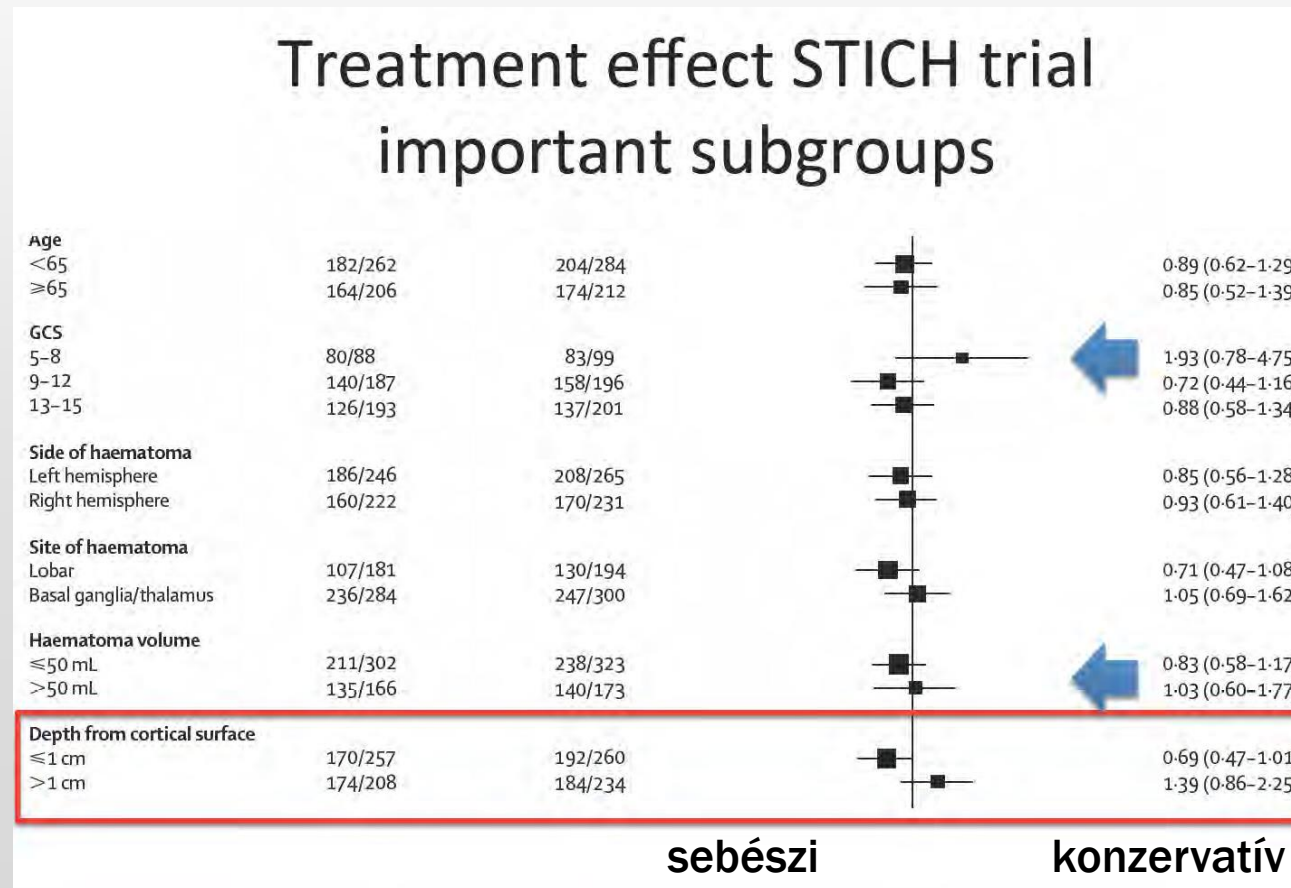 Treatment effect STICH trial
important subgroups
Age
<65 182/262 204/284 0·89 (0·62–1·29
≥65 164/206 174/212 0·85 (0·52–1·39
GCS
5–8 80/88 83/99 1·93 (0·78–4·75
9–12 140/187 158/196 0·72 (0·44–1·16
13–15 126/193 137/201 0·88 (0·58–1·34
Side of haematoma
Left hemisphere 186/246 208/265 0·85 (0·56–1·28
Right hemisphere 160/222 170/231 0·93 (0·61–1·40
Site of haematoma
Lobar 107/181 130/194 0·71 (0·47–1·08
Basal ganglia/thalamus 236/284 247/300 1·05 (0·69–1·62
Haematoma volume
≤50 mL 211/302 238/323 0·83 (0·58–1·17
>50 mL 135/166 140/173 1·03 (0·60–1·77
Depth from cortical surface
≤1 cm 170/257 192/260 0·69 (0·47–1·01
>1 cm 174/208 184/234 1·39 (0·86–2·25
sebészi konzervatív